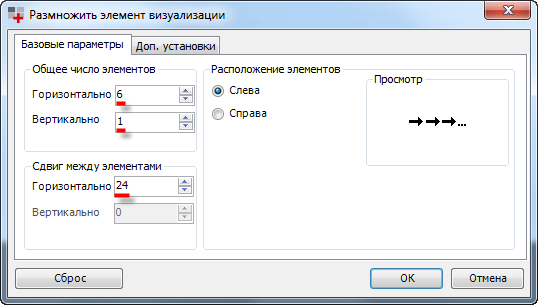 Размножить элемент визуализации
Базовые параметры
Доп. установки
Общее число элементов
Горизонтально 6
Вертикально 1
Сдвиг между элементами
Горизонтально 24
Вертикально 0
Расположение элементов
Слева
Справа
Просмотр
...
Сброс
ОК
Отмена